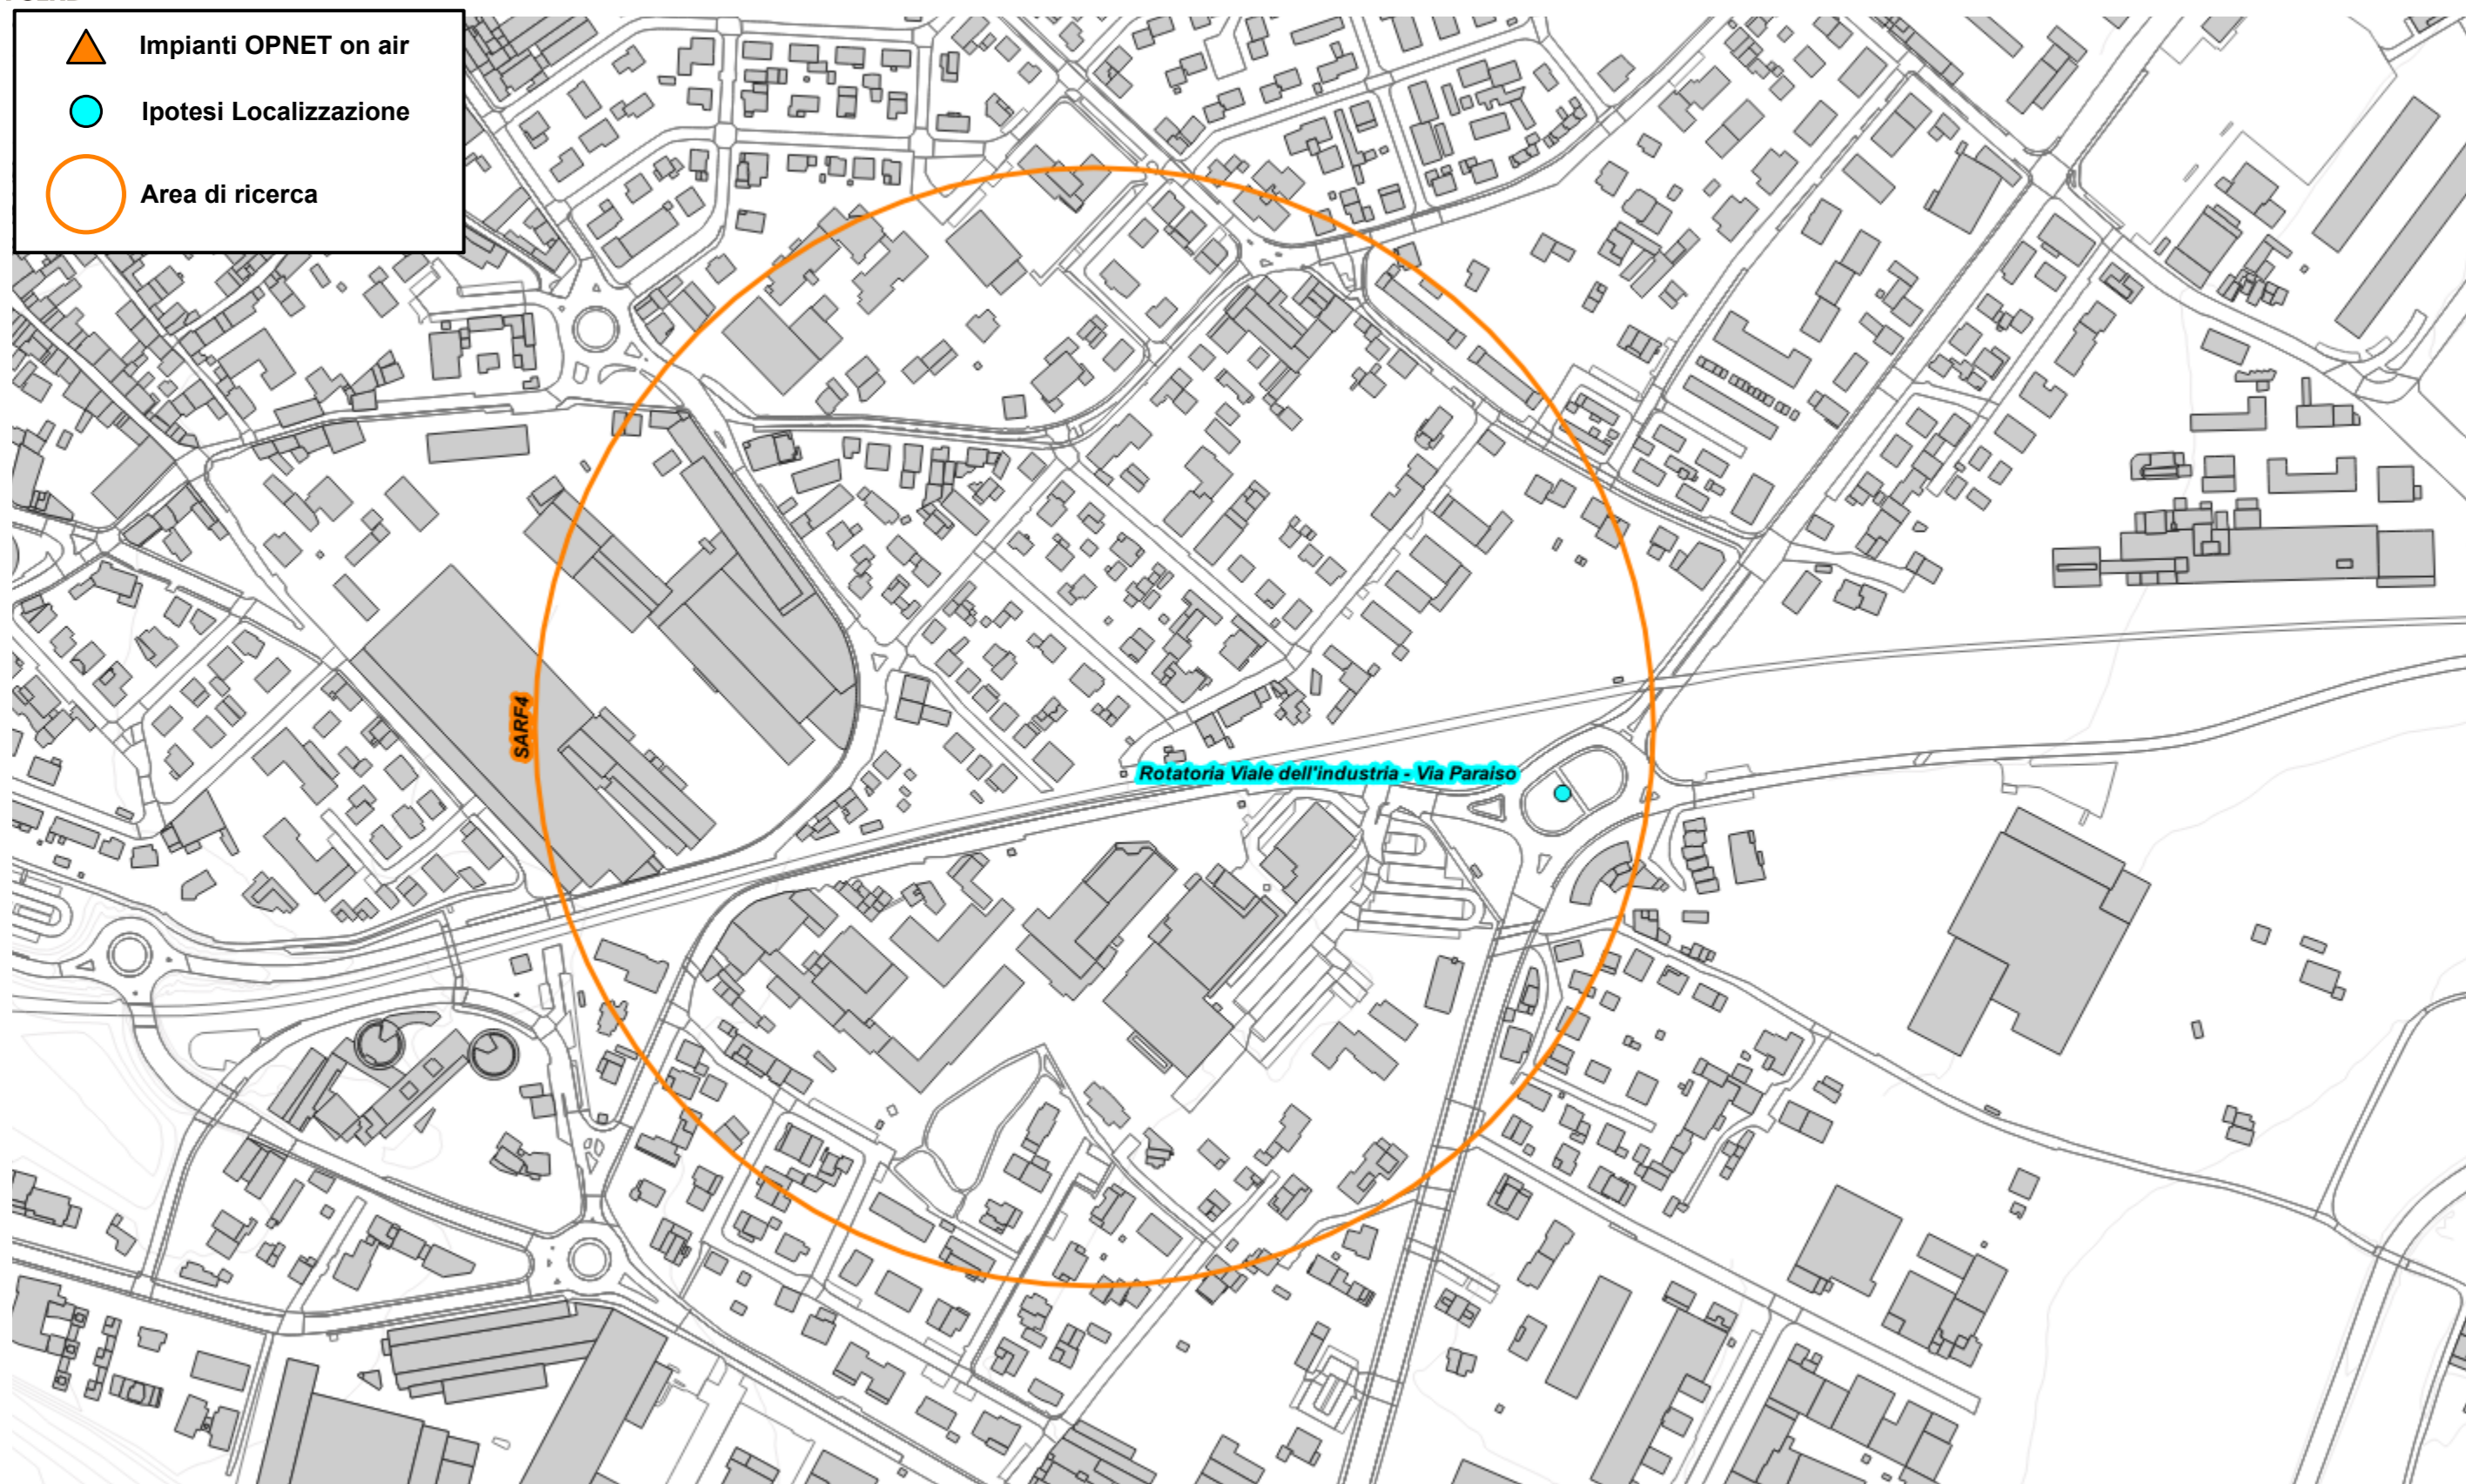 Impianti OPNET on air
Ipotesi Localizzazione
Area di ricerca
SARF4
Rotatoria Viale dell'industria - Via Paraiso